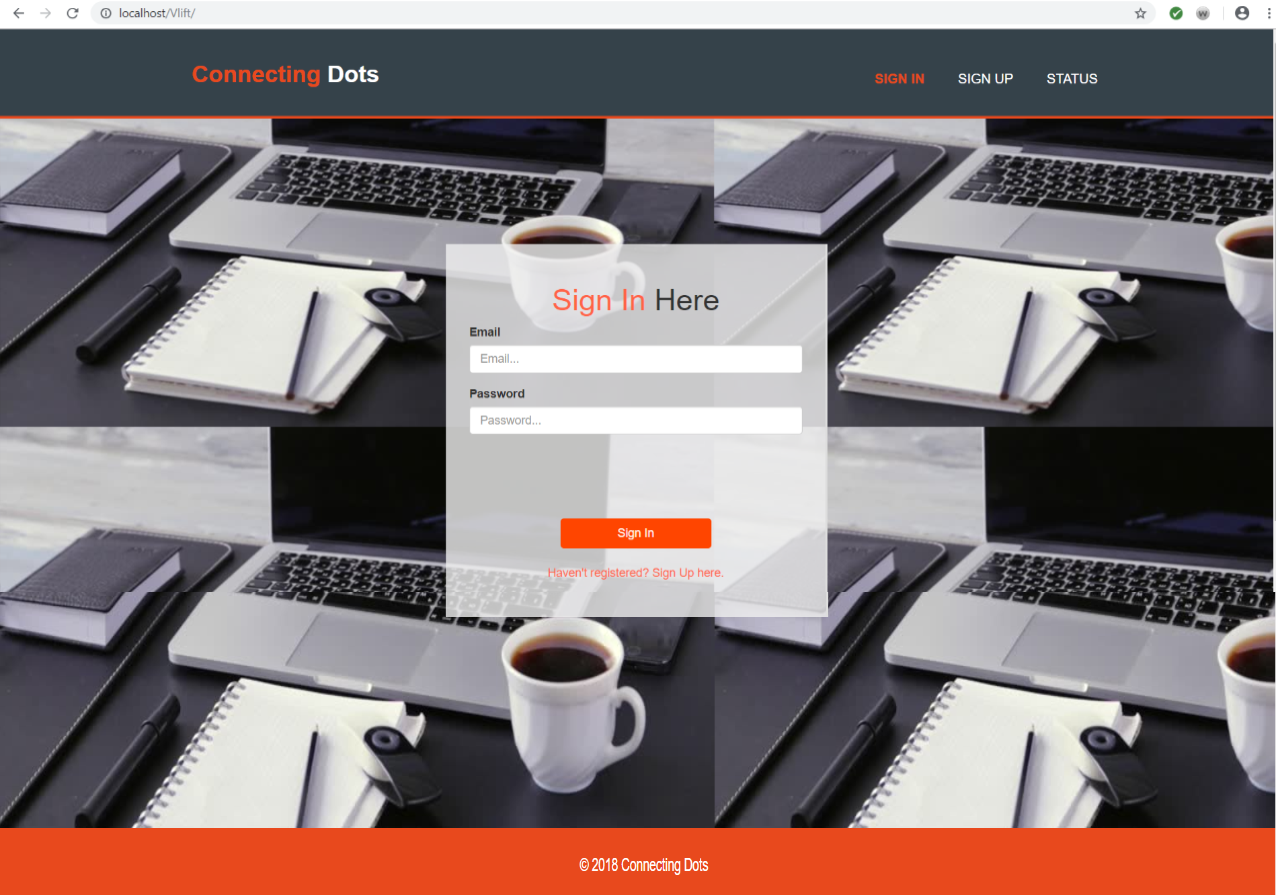 localhost/Vlift/
Connecting Dots
SIGN IN SIGN UP STATUS
Sign In Here
Email
Email...
Password
Password...
Sign In
Haven't registered? Sign Up here.
© 2018 Connecting Dots